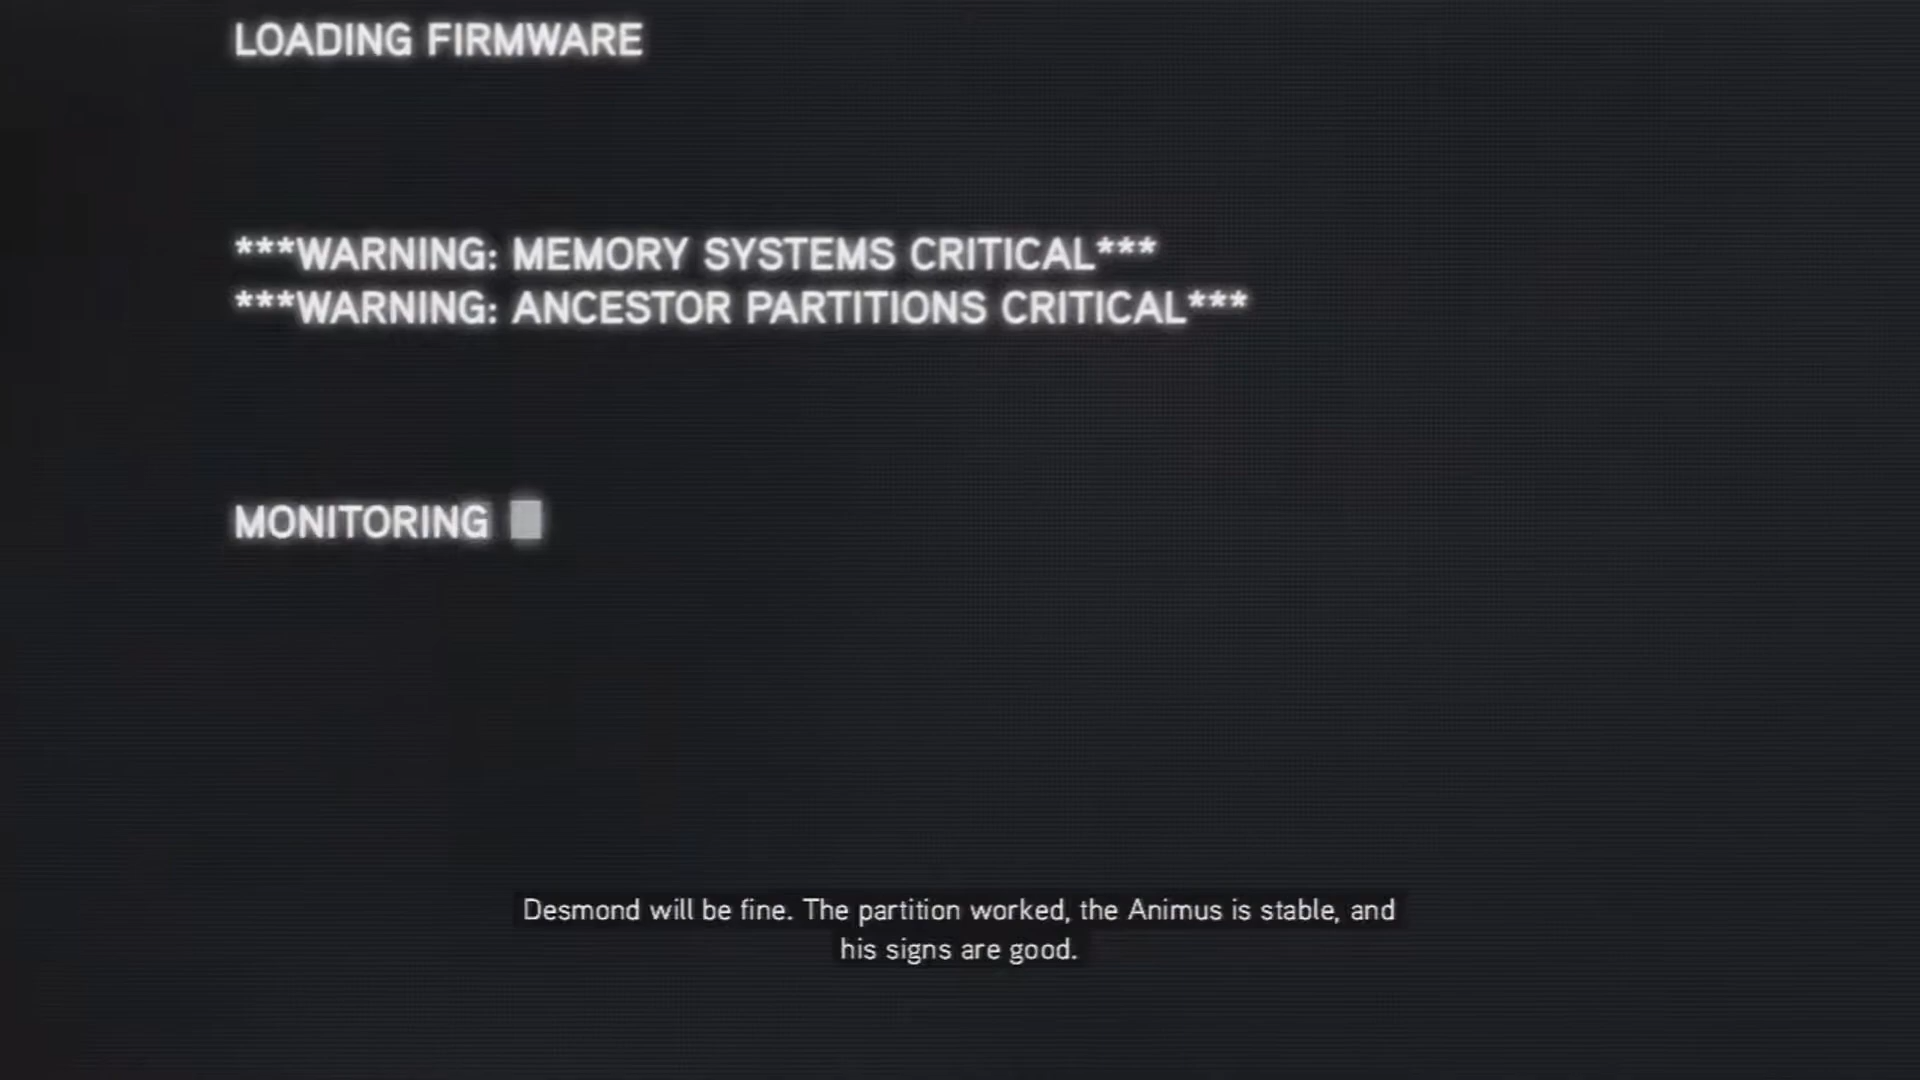 LOADING FIRMWARE
***WARNING: MEMORY SYSTEMS CRITICAL***
***WARNING: ANCESTOR PARTITIONS CRITICAL***
MONITORING
Desmond will be fine. The partition worked, the Animus is stable, and
his signs are good.